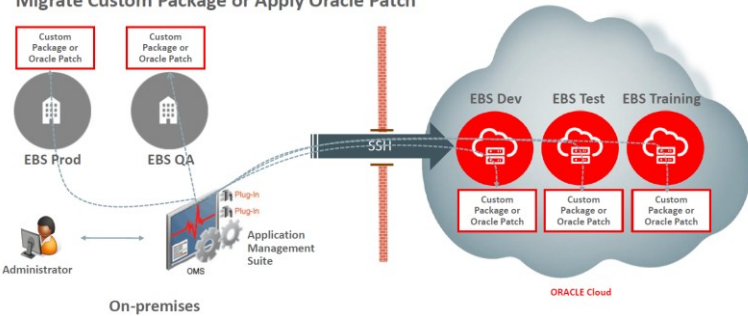 Migrate Custom Package or Apply Oracle Patch
Custom
Package or
Oracle Patch
Custom
Package or
Oracle Patch
EBS Prod
EBS QA
Plug-In
Plug-In
OMS
Application
Management
Suite
Administrator
On-premises
SSH
EBS Dev
EBS Test
EBS Training
Custom
Package or
Oracle Patch
Custom
Package or
Oracle Patch
Custom
Package or
Oracle Patch
ORACLE Cloud